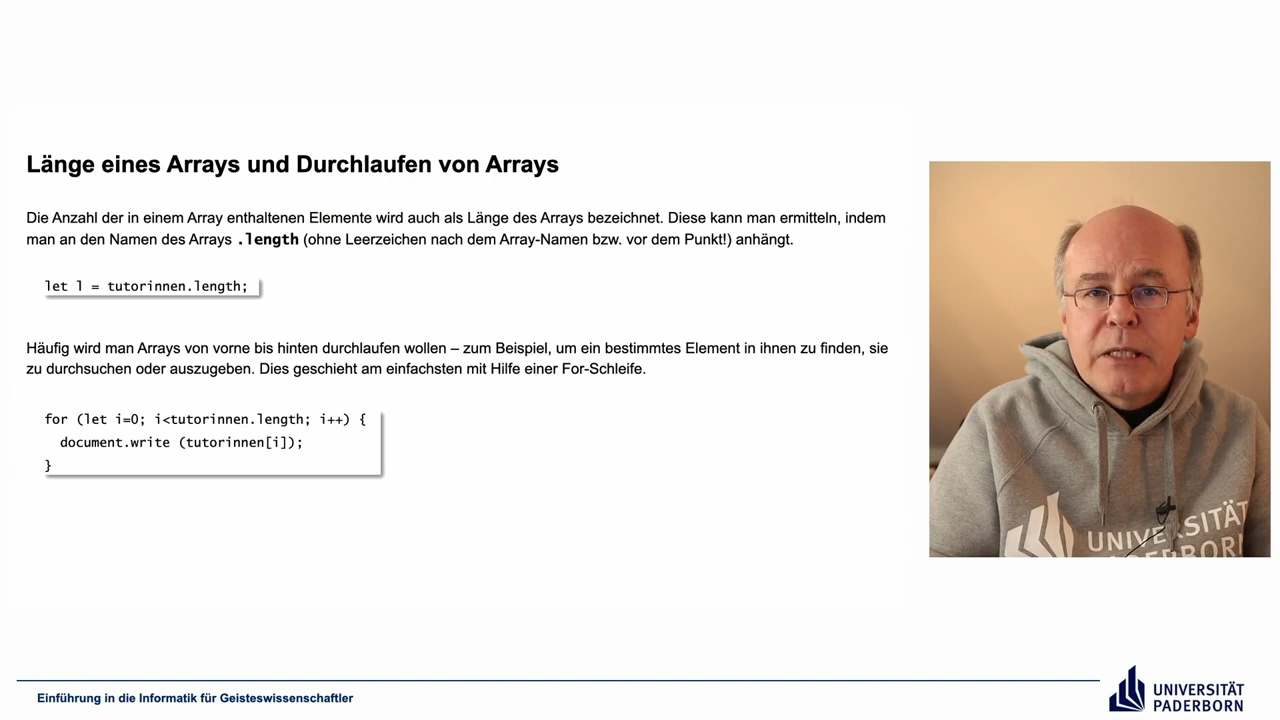 Länge eines Arrays und Durchlaufen von Arrays
Die Anzahl der in einem Array enthaltenen Elemente wird auch als Länge des Arrays bezeichnet. Diese kann man ermitteln, indem
man an den Namen des Arrays .length (ohne Leerzeichen nach dem Array-Namen bzw. vor dem Punkt!) anhängt.
let l = tutorinnen.length;
Häufig wird man Arrays von vorne bis hinten durchlaufen wollen – zum Beispiel, um ein bestimmtes Element in ihnen zu finden, sie
zu durchsuchen oder auszugeben. Dies geschieht am einfachsten mit Hilfe einer For-Schleife.
for (let i=0; i<tutorinnen.length; i++) {
  document.write (tutorinnen[i]);
}
UNIVERSITÄT
PADERBORN
Einführung in die Informatik für Geisteswissenschaftler
UNIVERSITÄT
PADERBORN